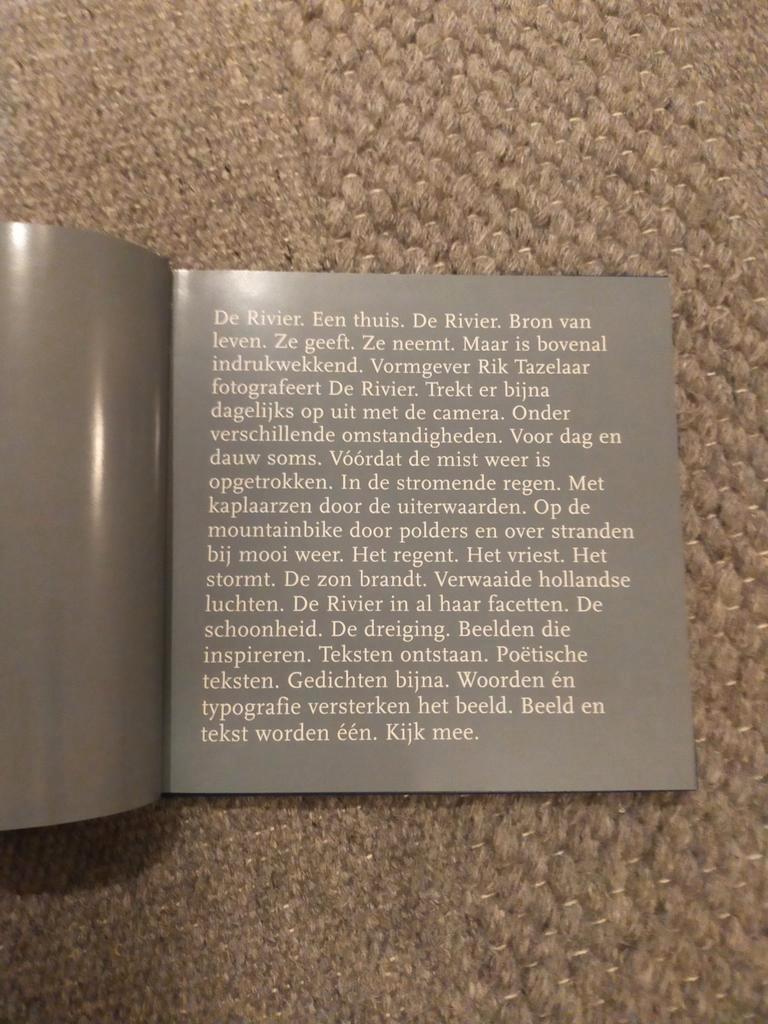 De Rivier. Een thuis. De Rivier. Bron van
leven. Ze geeft. Ze neemt. Maar is bovenal
indrukwekkend. Vormgever Rik Tazelaar
fotografeert De Rivier. Trekt er bijna
dagelijks op uit met de camera. Onder
verschillende omstandigheden. Voor dag en
dauw soms. Vóórdat de mist weer is
opgetrokken. In de stromende regen. Met
kaplaarzen door de uiterwaarden. Op de
mountainbike door polders en over stranden
bij mooi weer. Het regent. Het vriest. Het
stormt. De zon brandt. Verwaaide hollandse
luchten. De Rivier in al haar facetten. De
schoonheid. De dreiging. Beelden die
inspireren. Teksten ontstaan. Poëtische
teksten. Gedichten bijna. Woorden én
typografie versterken het beeld. Beeld en
tekst worden één. Kijk mee.